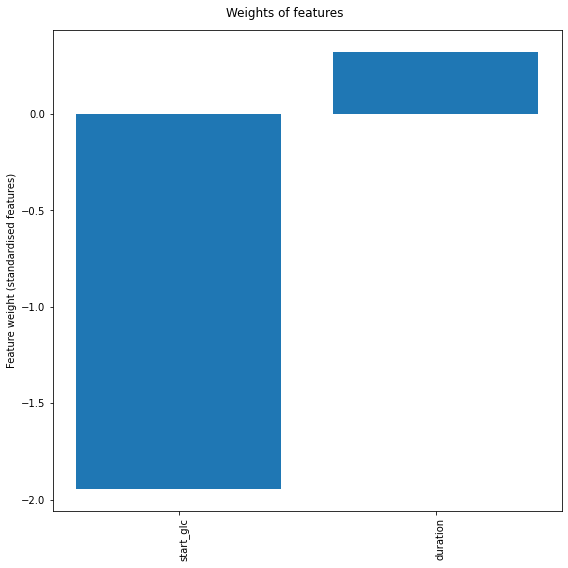 Weights of features
Feature weight (standardised features)
0.0
−0.5
−1.0
−1.5
−2.0
start_glc
duration